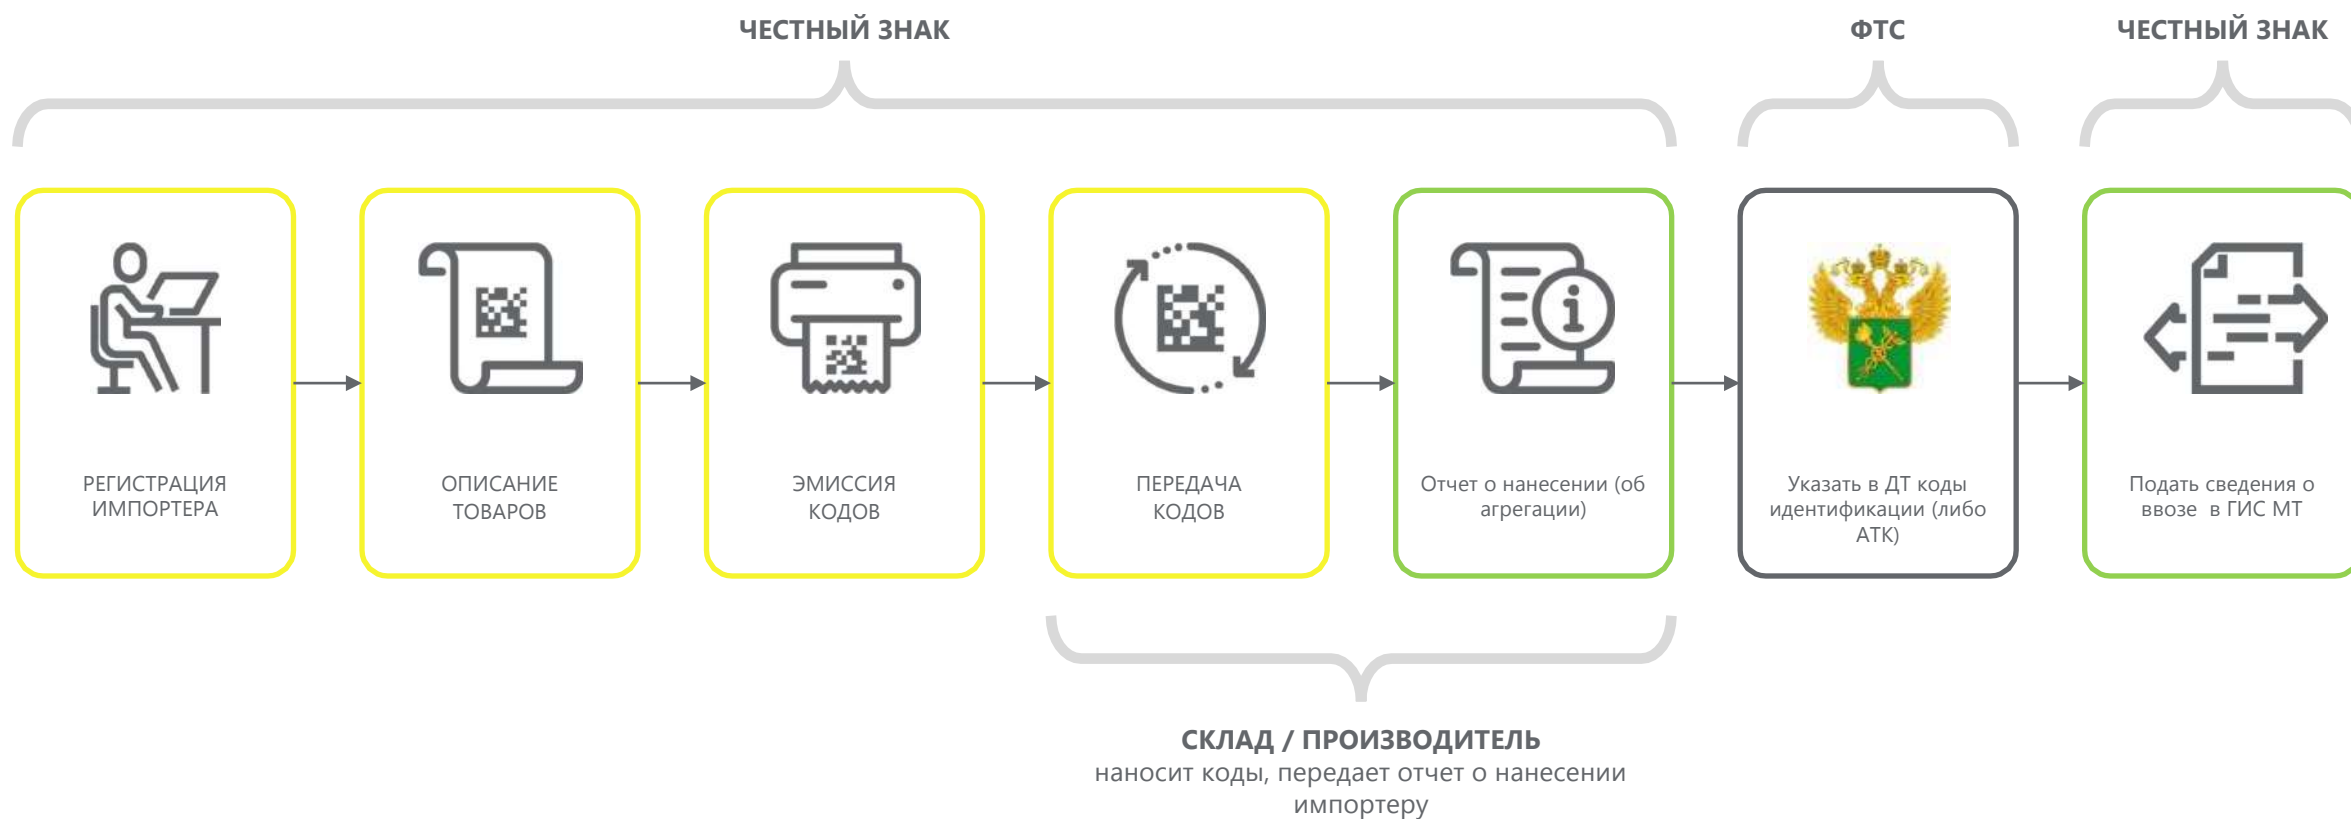 ЧЕСТНЫЙ ЗНАК
ФТС
ЧЕСТНЫЙ ЗНАК
РЕГИСТРАЦИЯ
ИМПОРТЕРА
ОПИСАНИЕ
ТОВАРОВ
ЭМИССИЯ
КОДОВ
ПЕРЕДАЧА
КОДОВ
Отчет о нанесении (об
агрегации)
Указать в ДТ коды
идентификации (либо
АТК)
Подать сведения о
ввозе в ГИС МТ
СКЛАД / ПРОИЗВОДИТЕЛЬ
наносит коды, передает отчет о нанесении
импортеру